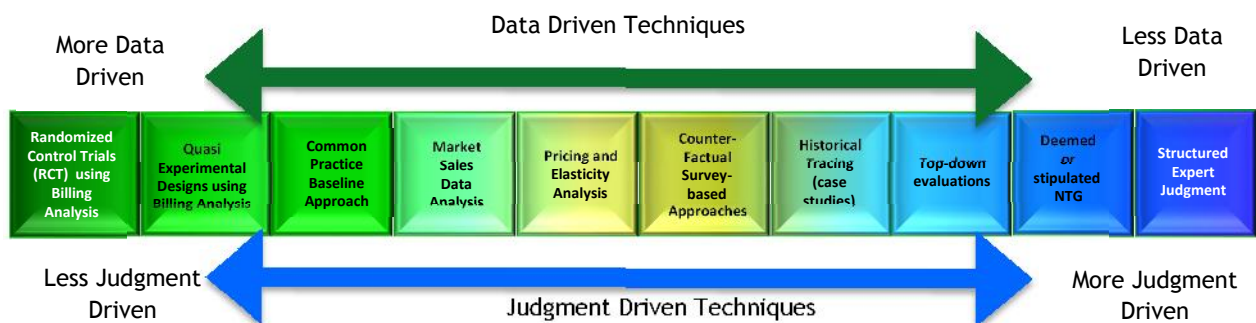 Data Driven Techniques
More Data
Driven
Less Data
Driven
Randomized
Control Trials
(RCT) using
Billing
Analysis
Quasi
Experimental
Designs using
Billing Analysis
Common
Practice
Baseline
Approach
Market
Sales
Data
Analysis
Pricing and
Elasticity
Analysis
Counter-
Factual
Survey-
based
Approaches
Historical
Tracing
(case
studies)
Top-down
evaluations
Deemed
or
stipulated
NTG
Structured
Expert
Judgment
Less Judgment
Driven
More Judgment
Driven
Judgment Driven Techniques